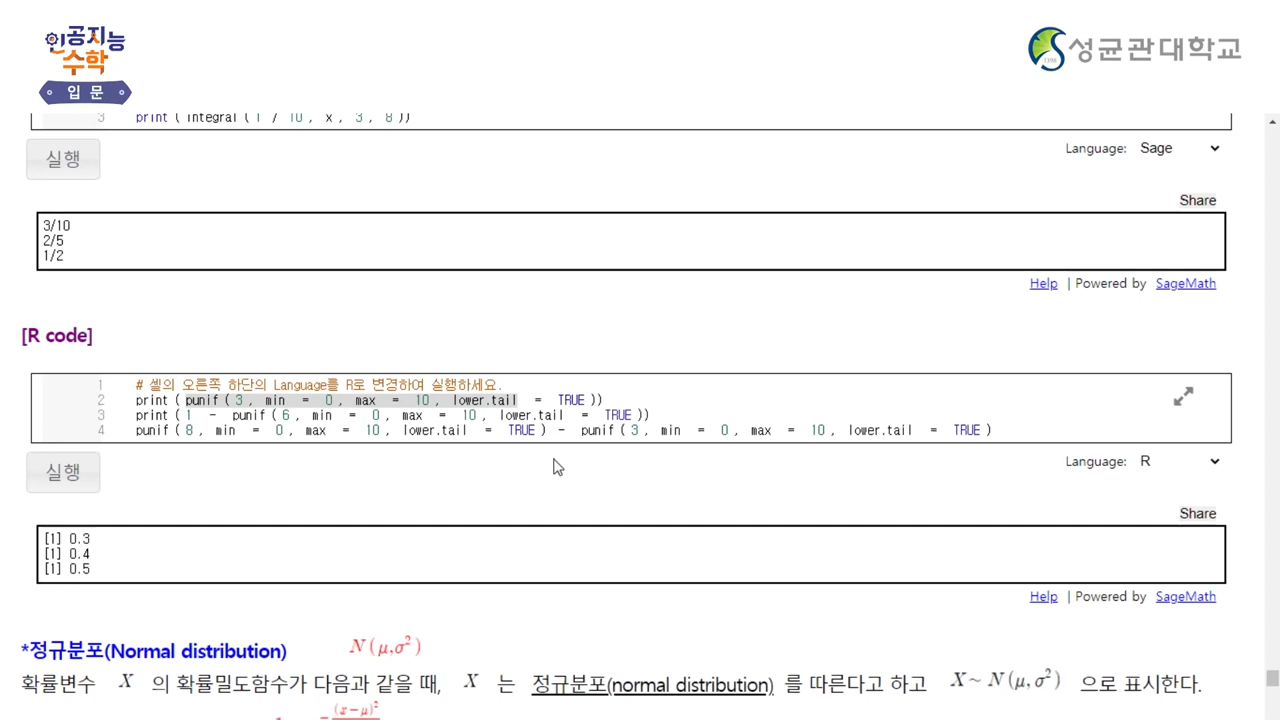 인공지능
수학
입문
성균관대학교
3 print ( integral ( 1 / 10 , x , 3 , 8 ))
실행
Language: Sage
Share
3/10
2/5
1/2
Help | Powered by SageMath
[R code]
1 # 셀의 오른쪽 하단의 Language를 R로 변경하여 실행하세요.
2 print ( punif ( 3 , min = 0 , max = 10 , lower.tail = TRUE ))
3 print ( 1 - punif ( 6 , min = 0 , max = 10 , lower.tail = TRUE ))
4 punif ( 8 , min = 0 , max = 10 , lower.tail = TRUE ) - punif ( 3 , min = 0 , max = 10 , lower.tail = TRUE )
실행
Language: R
Share
[1] 0.3
[1] 0.4
[1] 0.5
Help | Powered by SageMath
*정규분포(Normal distribution) N(μ,σ²)
확률변수 X 의 확률밀도함수가 다음과 같을 때, X 는 정규분포(normal distribution) 를 따른다고 하고 X~N(μ,σ²) 으로 표시한다.
(x−μ)²